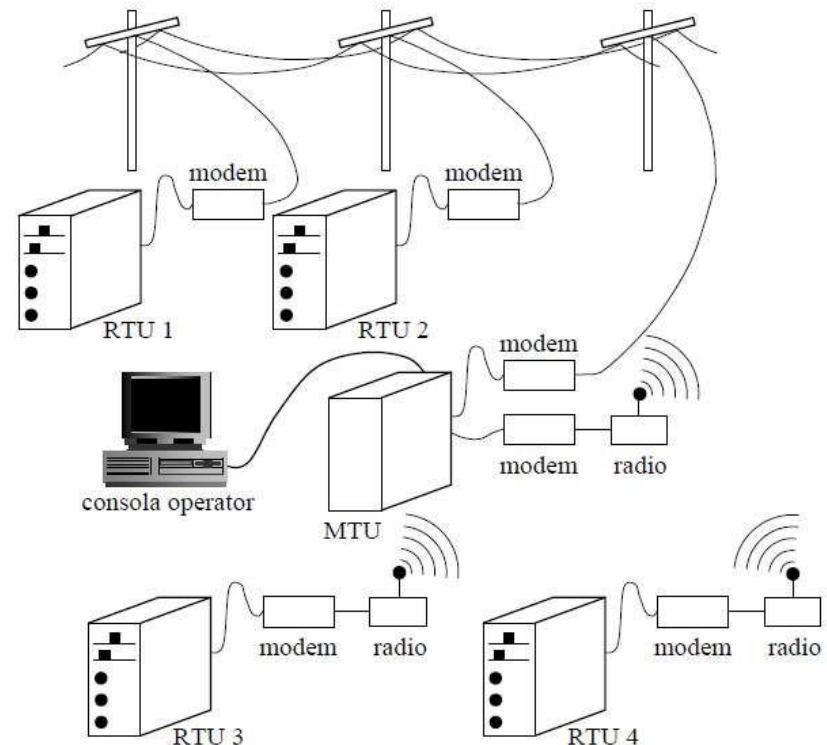 modem
modem
RTU 1
RTU 2
modem
modem
radio
consola operator
MTU
modem
radio
modem
radio
RTU 3
RTU 4